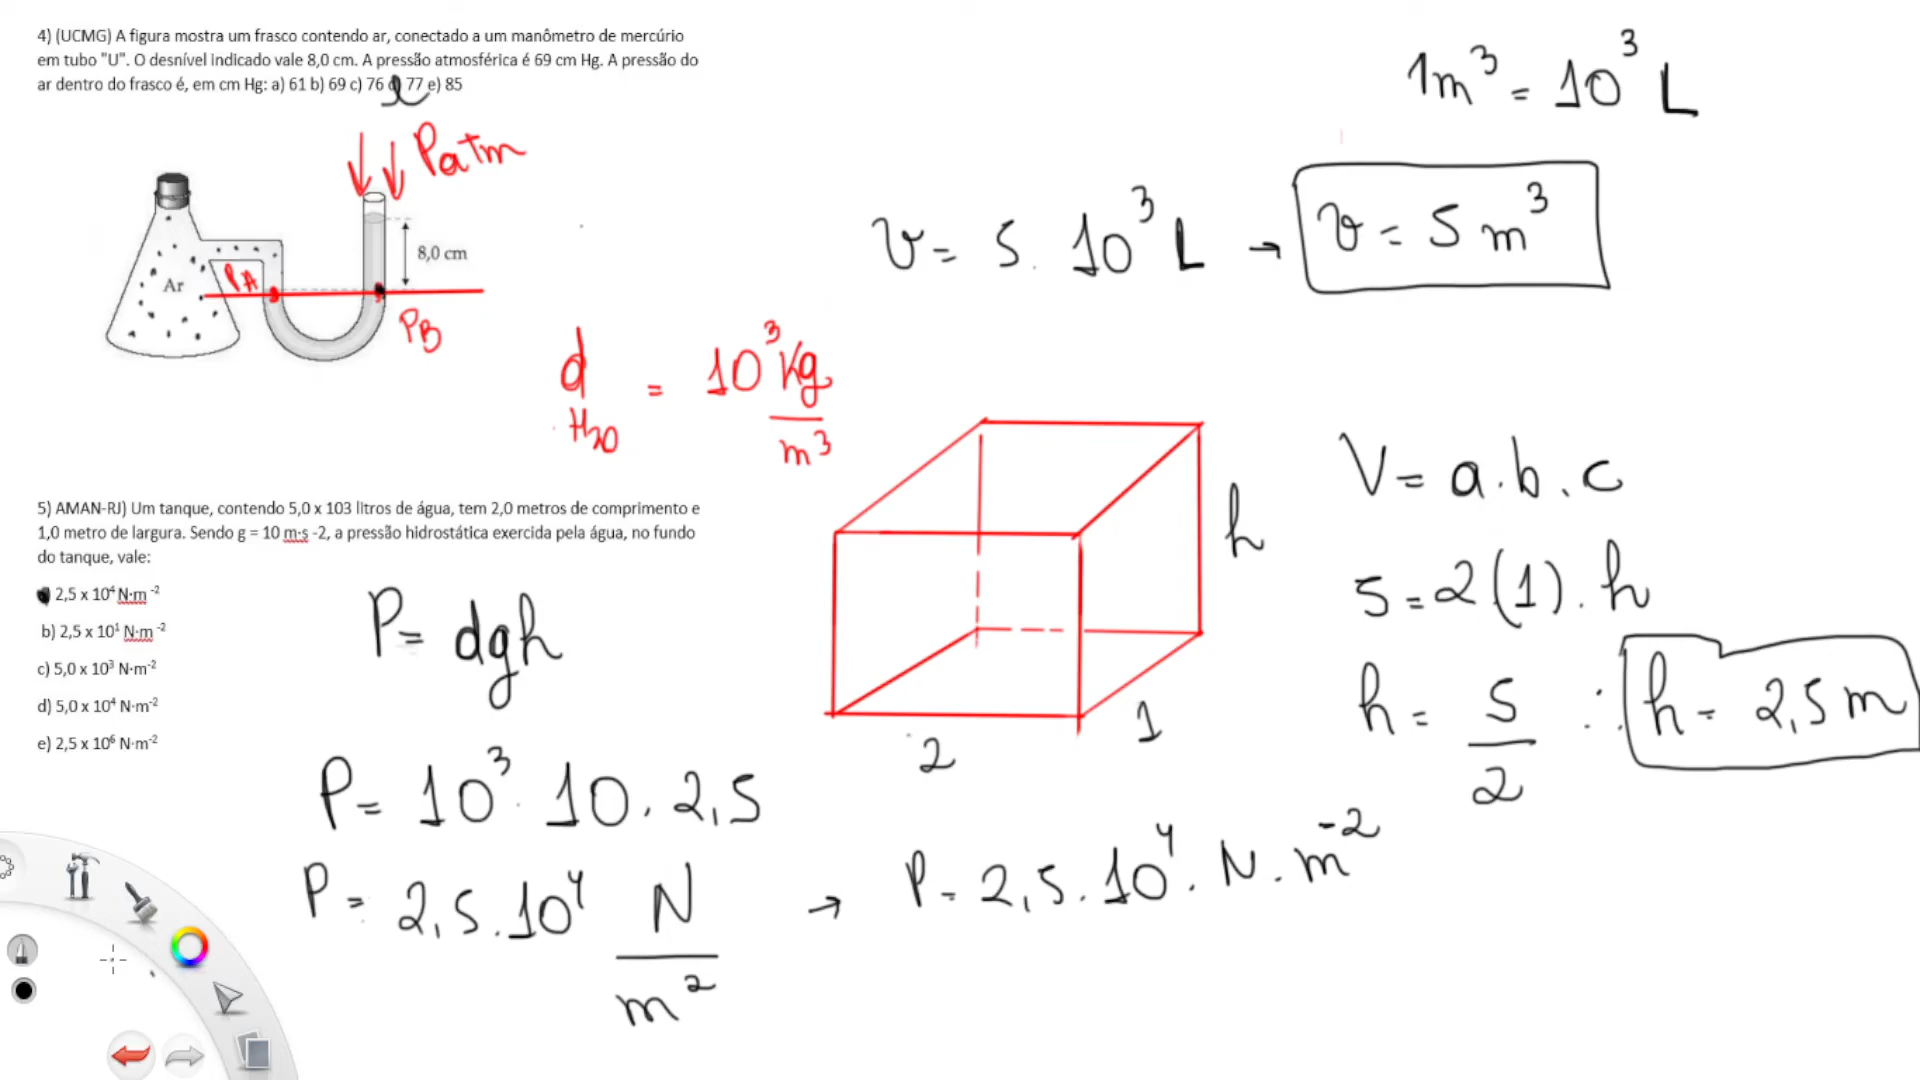 4) (UCMG) A figura mostra um frasco contendo ar, conectado a um manômetro de mercúrio
em tubo "U". O desnível indicado vale 8,0 cm. A pressão atmosférica é 69 cm Hg. A pressão do
ar dentro do frasco é, em cm Hg: a) 61 b) 69 c) 76 d) 77 e) 85
Patm
8,0 cm
Ar
PA
PB
1m³ = 10³ L
V = 5. 10³ L → V = 5 m³
d H2O = 10³ Kg/m³
5) AMAN-RJ) Um tanque, contendo 5,0 x 103 litros de água, tem 2,0 metros de comprimento e
1,0 metro de largura. Sendo g = 10 m·s -2, a pressão hidrostática exercida pela água, no fundo
do tanque, vale:
2,5 x 10⁴ N·m ⁻²
b) 2,5 x 10¹ N·m ⁻²
c) 5,0 x 10³ N·m⁻²
d) 5,0 x 10⁴ N·m⁻²
e) 2,5 x 10⁶ N·m⁻²
h
2
1
V = a.b.c
5 = 2(1).h
h = 5/2 ∴ h = 2,5 m
P = dgh
P = 10³. 10. 2,5
P = 2,5.10⁴ N/m² → P = 2,5.10⁴. N.m⁻²